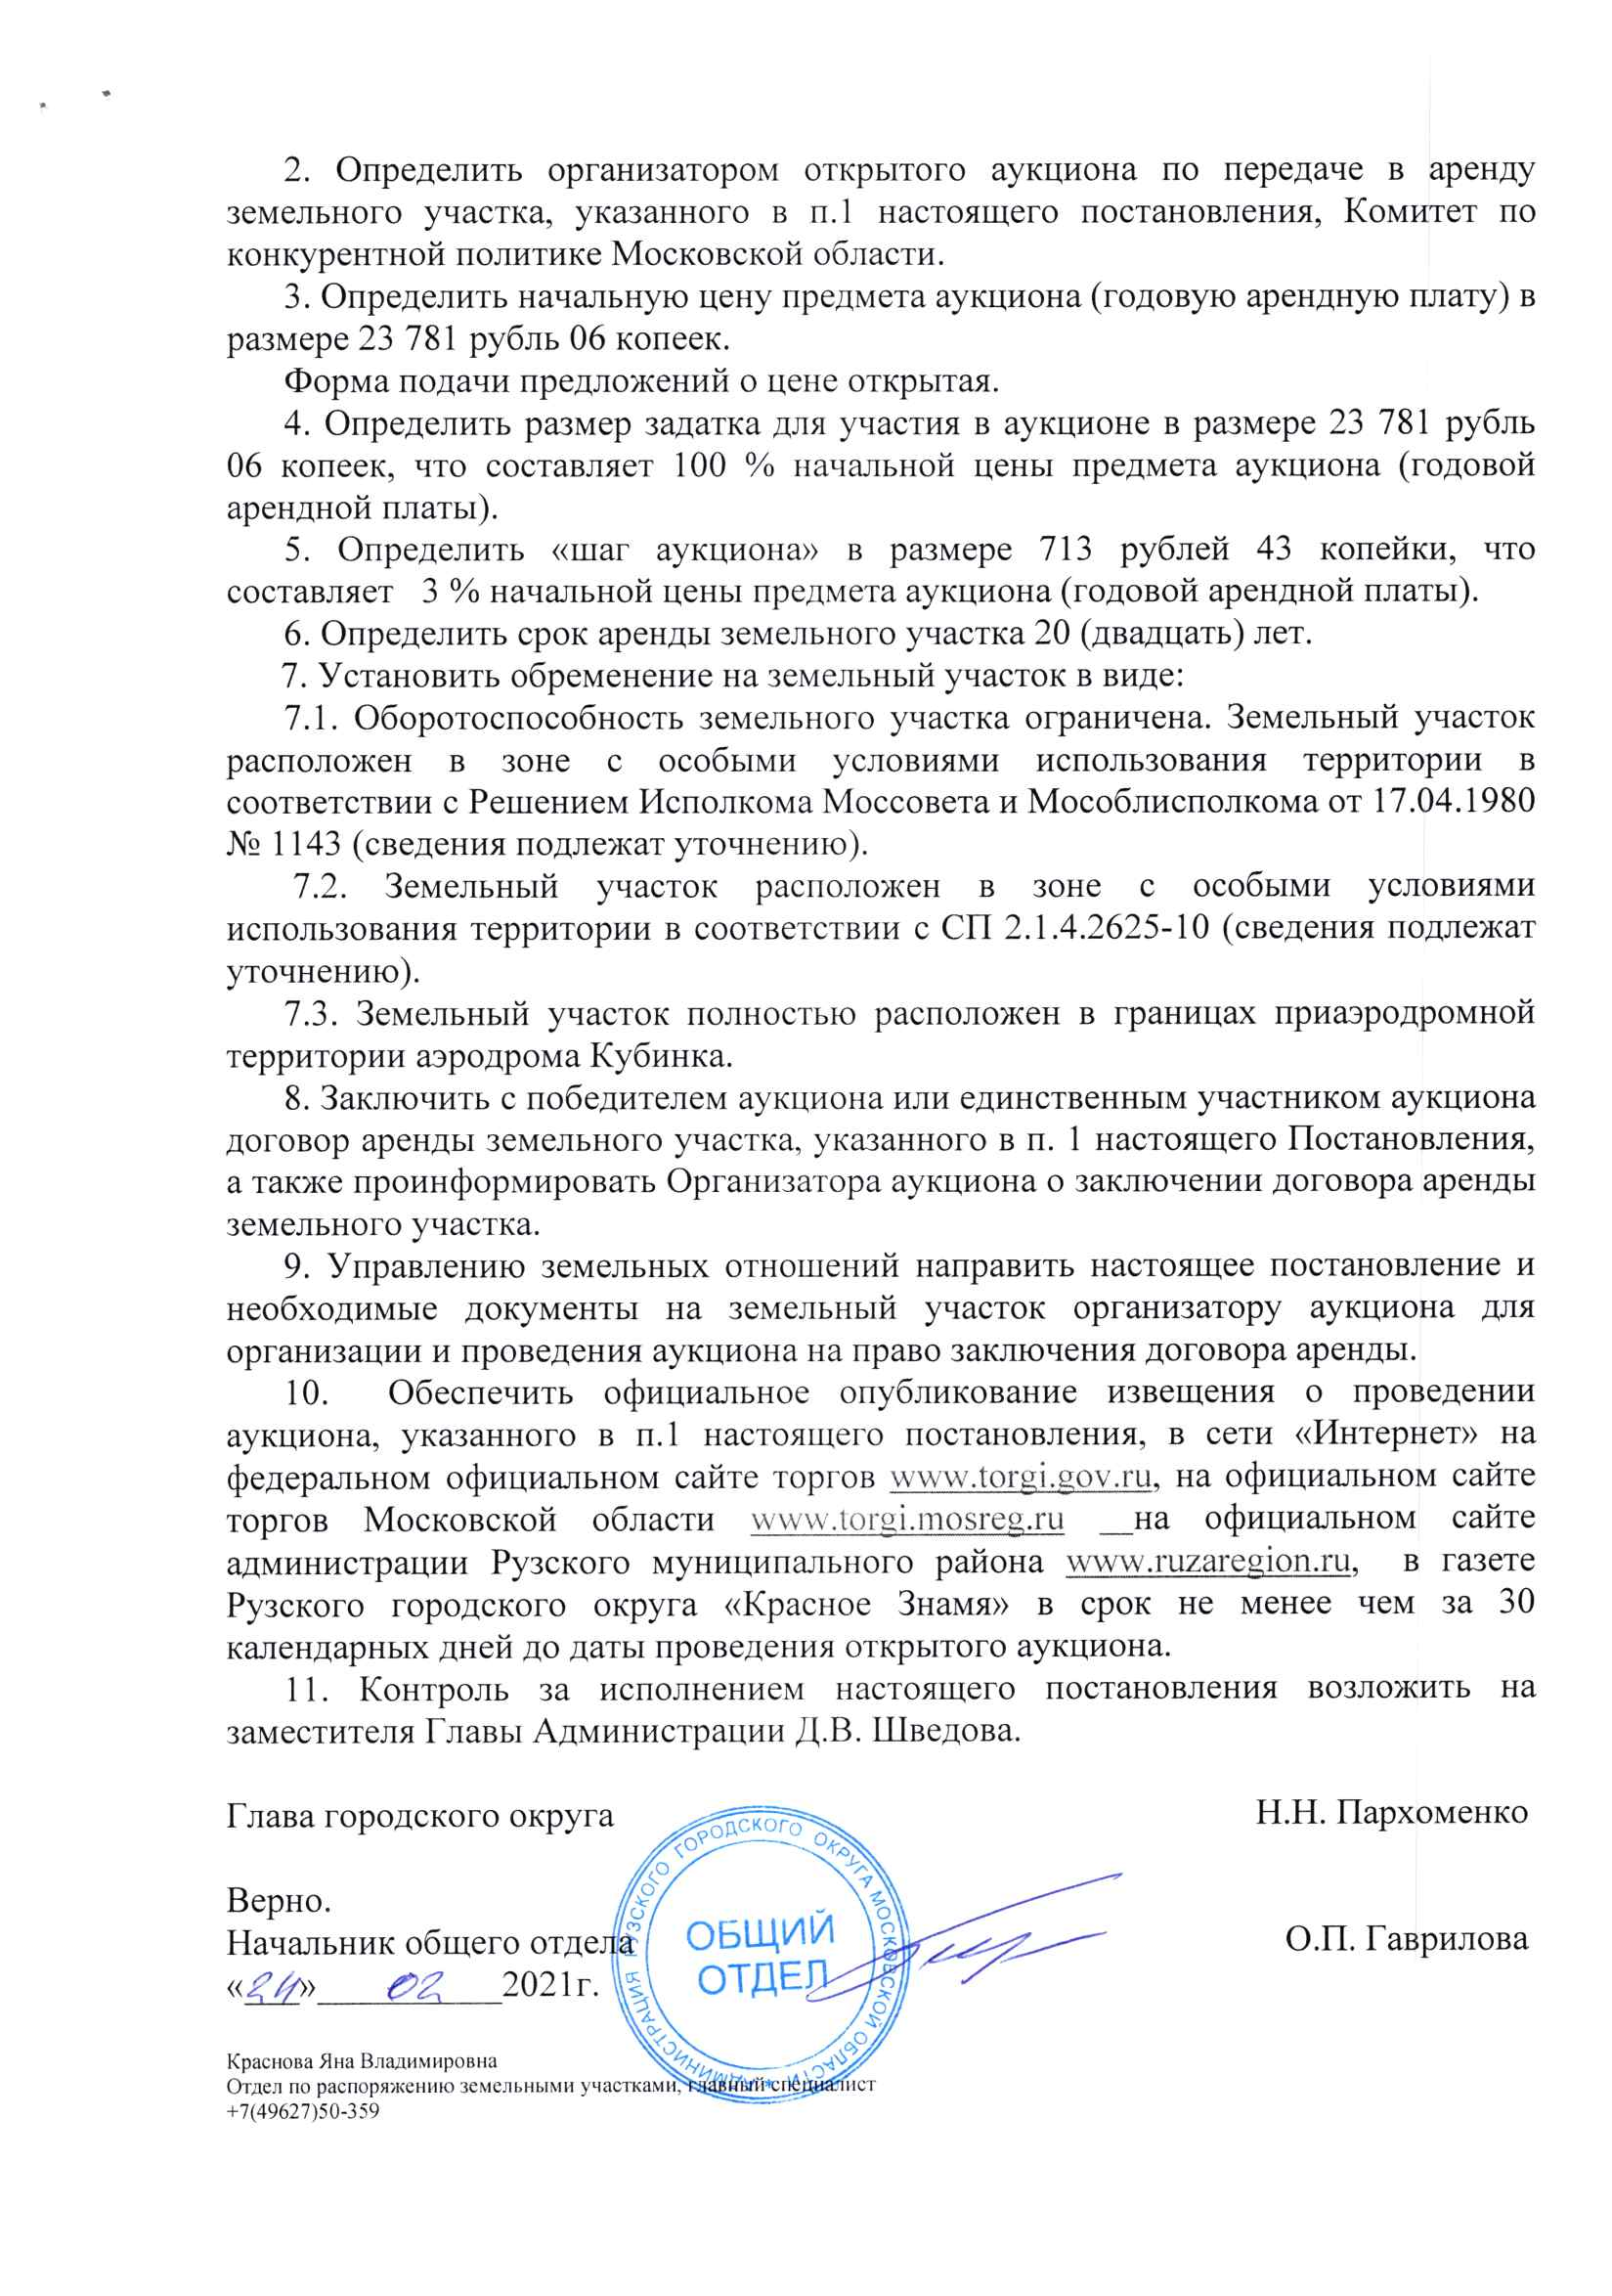 2. Определить организатором открытого аукциона по передаче в аренду
земельного участка, указанного в п.1 настоящего постановления, Комитет по
конкурентной политике Московской области.
3. Определить начальную цену предмета аукциона (годовую арендную плату) в
размере 23 781 рубль 06 копеек.
Форма подачи предложений о цене открытая.
4. Определить размер задатка для участия в аукционе в размере 23 781 рубль
06 копеек, что составляет 100 % начальной цены предмета аукциона (годовой
арендной платы).
5. Определить «шаг аукциона» в размере 713 рублей 43 копейки, что
составляет 3 % начальной цены предмета аукциона (годовой арендной платы).
6. Определить срок аренды земельного участка 20 (двадцать) лет.
7. Установить обременение на земельный участок в виде:
7.1. Оборотоспособность земельного участка ограничена. Земельный участок
расположен в зоне с особыми условиями использования территории в
соответствии с Решением Исполкома Моссовета и Мособлисполкома от 17.04.1980
№ 1143 (сведения подлежат уточнению).
7.2. Земельный участок расположен в зоне с особыми условиями
использования территории в соответствии с СП 2.1.4.2625-10 (сведения подлежат
уточнению).
7.3. Земельный участок полностью расположен в границах приаэродромной
территории аэродрома Кубинка.
8. Заключить с победителем аукциона или единственным участником аукциона
договор аренды земельного участка, указанного в п. 1 настоящего Постановления,
а также проинформировать Организатора аукциона о заключении договора аренды
земельного участка.
9. Управлению земельных отношений направить настоящее постановление и
необходимые документы на земельный участок организатору аукциона для
организации и проведения аукциона на право заключения договора аренды.
10. Обеспечить официальное опубликование извещения о проведении
аукциона, указанного в п.1 настоящего постановления, в сети «Интернет» на
федеральном официальном сайте торгов www.torgi.gov.ru, на официальном сайте
торгов Московской области www.torgi.mosreg.ru __на официальном сайте
администрации Рузского муниципального района www.ruzaregion.ru, в газете
Рузского городского округа «Красное Знамя» в срок не менее чем за 30
календарных дней до даты проведения открытого аукциона.
11. Контроль за исполнением настоящего постановления возложить на
заместителя Главы Администрации Д.В. Шведова.
Глава городского округа Н.Н. Пархоменко
Верно.
Начальник общего отдела О.П. Гаврилова
«24» 02 2021г.
АДМИНИСТРАЦИЯ РУЗСКОГО ГОРОДСКОГО ОКРУГА МОСКОВСКОЙ ОБЛАСТИ *
ОБЩИЙ
ОТДЕЛ
Краснова Яна Владимировна
Отдел по распоряжению земельными участками, главный специалист
+7(49627)50-359